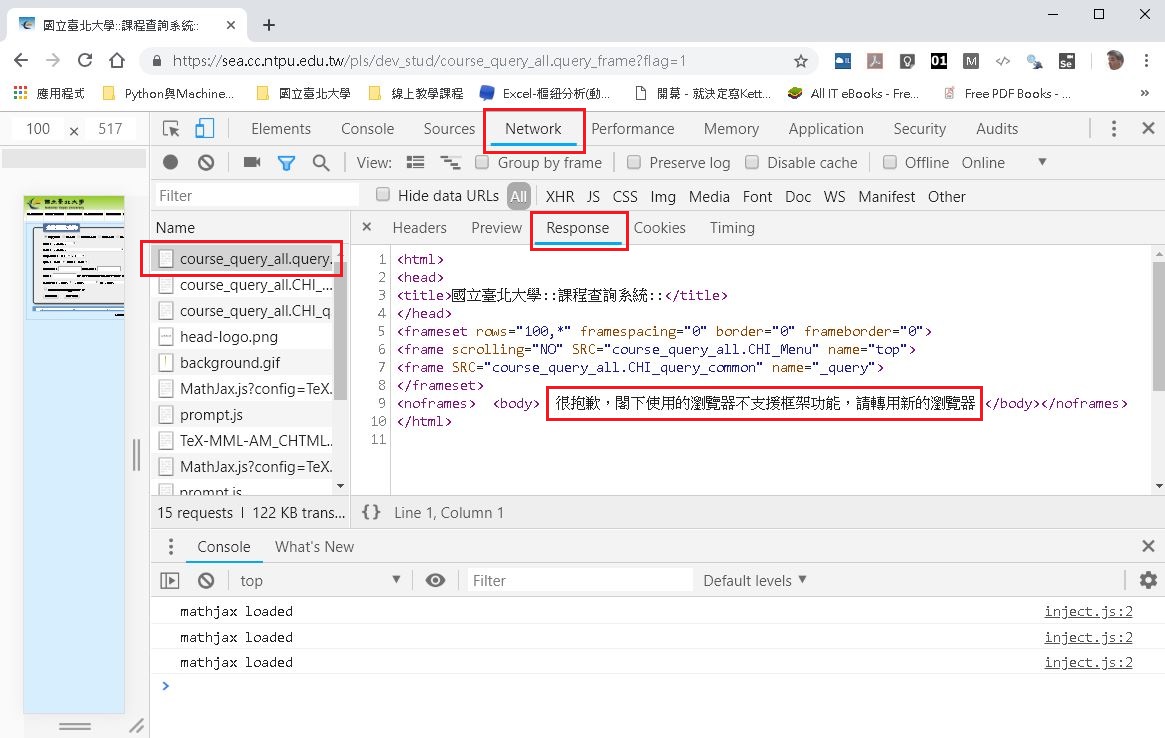 國立臺北大學::課程查詢系統::
https://sea.cc.ntpu.edu.tw/pls/dev_stud/course_query_all.query_frame?flag=1
應用程式 Python與Machine... 國立臺北大學 線上教學課程 Excel-樞紐分析(動... 開幕 - 就決定寫Kett... All IT eBooks - Fre... Free PDF Books - ... »
100 × 517 Elements Console Sources Network Performance Memory Application Security Audits
View: Group by frame Preserve log Disable cache Offline Online
Filter Hide data URLs All XHR JS CSS Img Media Font Doc WS Manifest Other
Name × Headers Preview Response Cookies Timing
course_query_all.query.
course_query_all.CHI_...
course_query_all.CHI_q
head-logo.png
background.gif
MathJax.js?config=TeX.
prompt.js
TeX-MML-AM_CHTML.
MathJax.js?config=TeX.
prompt.js
1 <html>
2 <head>
3 <title>國立臺北大學::課程查詢系統::</title>
4 </head>
5 <frameset rows="100,*" framespacing="0" border="0" frameborder="0">
6 <frame scrolling="NO" SRC="course_query_all.CHI_Menu" name="top">
7 <frame SRC="course_query_all.CHI_query_common" name="_query">
8 </frameset>
9 <noframes> <body> 很抱歉，閣下使用的瀏覽器不支援框架功能，請轉用新的瀏覽器 </body></noframes>
10 </html>
11
15 requests | 122 KB trans... {} Line 1, Column 1
Console What's New
top Filter Default levels
mathjax loaded inject.js:2
mathjax loaded inject.js:2
mathjax loaded inject.js:2